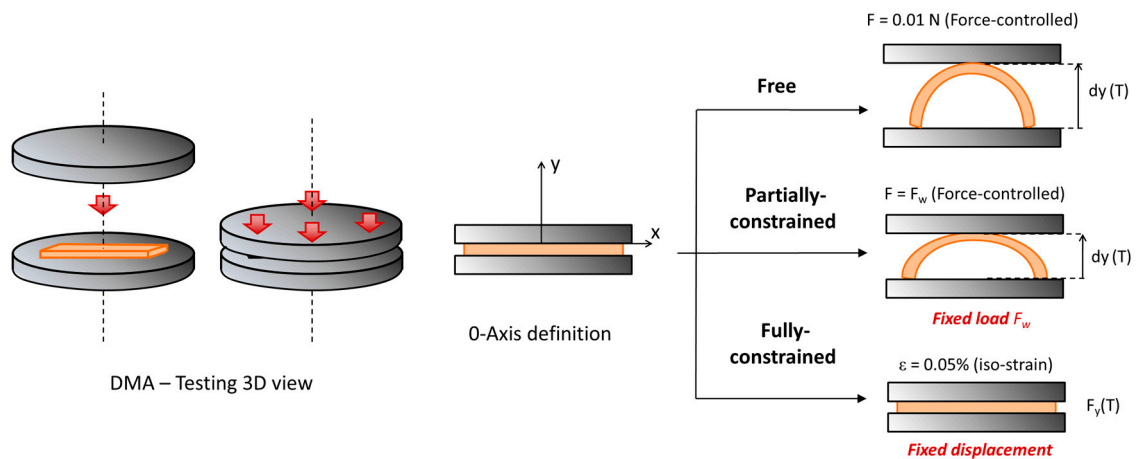 DMA – Testing 3D view
y
x
0-Axis definition
Free
Partially-
constrained
Fully-
constrained
F = 0.01 N (Force-controlled)
dy (T)
F = Fw (Force-controlled)
dy (T)
Fixed load Fw
ε = 0.05% (iso-strain)
Fy(T)
Fixed displacement